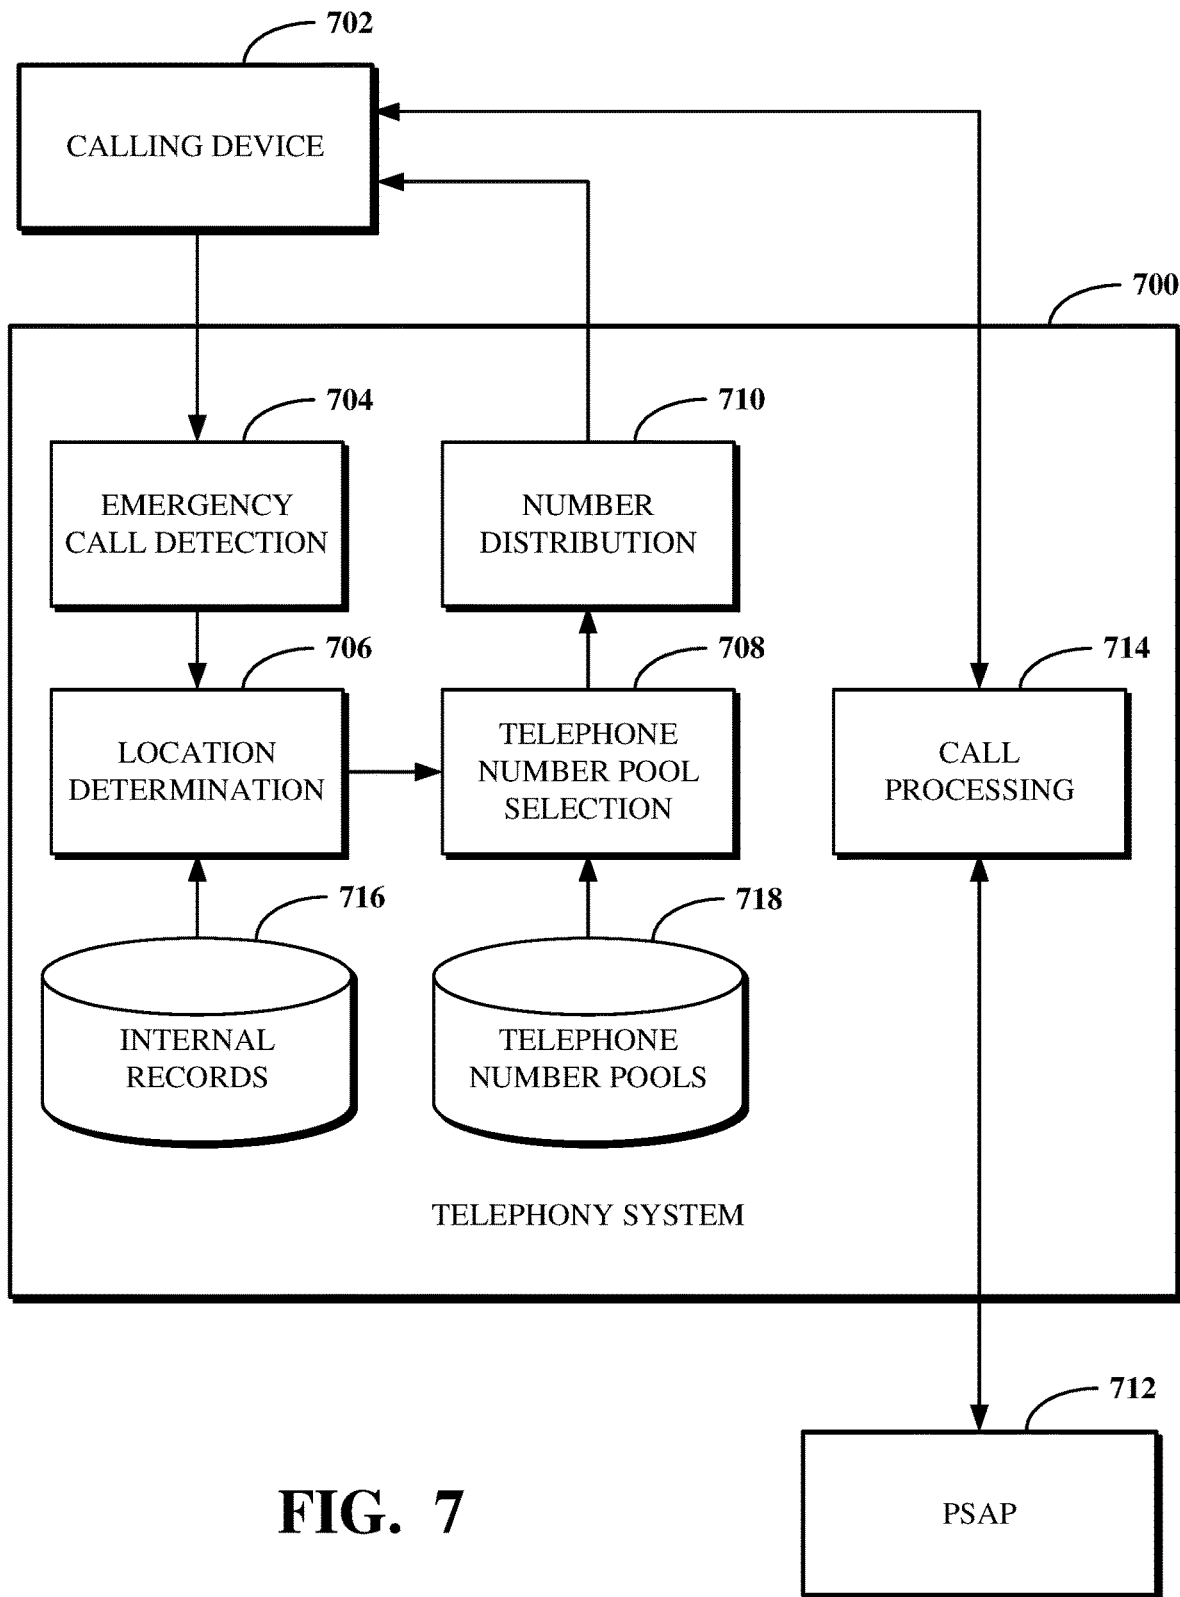 702
CALLING DEVICE
700
704
EMERGENCY
CALL DETECTION
710
NUMBER
DISTRIBUTION
706
LOCATION
DETERMINATION
708
TELEPHONE
NUMBER POOL
SELECTION
714
CALL
PROCESSING
716
INTERNAL
RECORDS
718
TELEPHONE
NUMBER POOLS
TELEPHONY SYSTEM
712
PSAP
FIG. 7